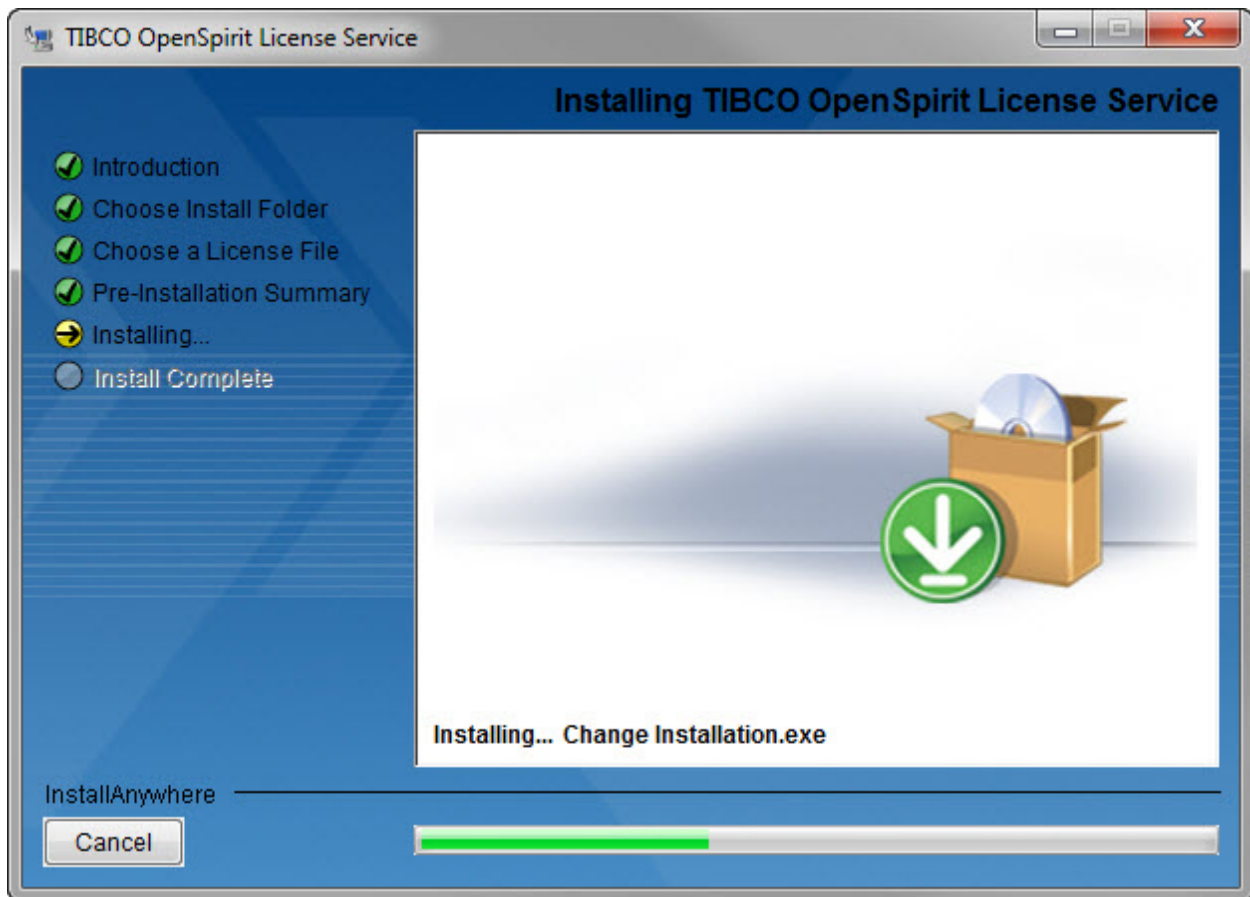 TIBCO OpenSpirit License Service
Installing TIBCO OpenSpirit License Service
Introduction
Choose Install Folder
Choose a License File
Pre-Installation Summary
Installing...
Install Complete
Installing... Change Installation.exe
InstallAnywhere
Cancel